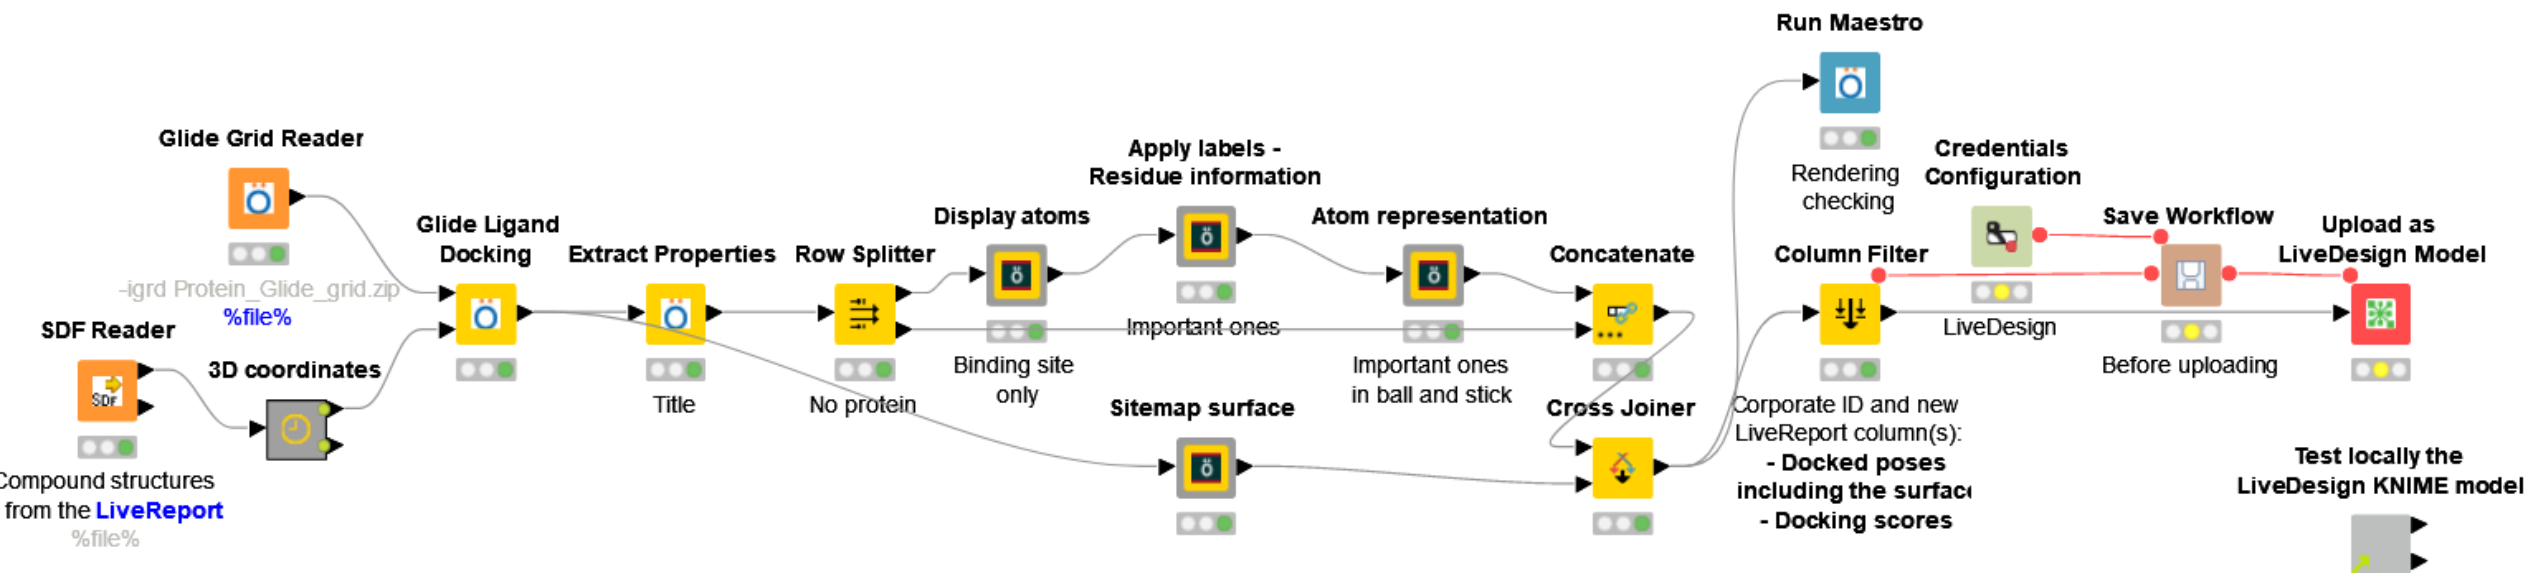 Run Maestro
Rendering
checking
Glide Grid Reader
-igrd Protein_Glide_grid.zip
%file%
SDF Reader
SDF
Compound structures
from the LiveReport
%file%
3D coordinates
Glide Ligand
Docking
Extract Properties
Title
Row Splitter
No protein
Display atoms
Binding site
only
Apply labels -
Residue information
Important ones
Atom representation
Important ones
in ball and stick
Concatenate
Sitemap surface
Cross Joiner
Column Filter
Corporate ID and new
LiveReport column(s):
- Docked poses
including the surface
- Docking scores
Credentials
Configuration
LiveDesign
Save Workflow
Before uploading
Upload as
LiveDesign Model
Test locally the
LiveDesign KNIME model